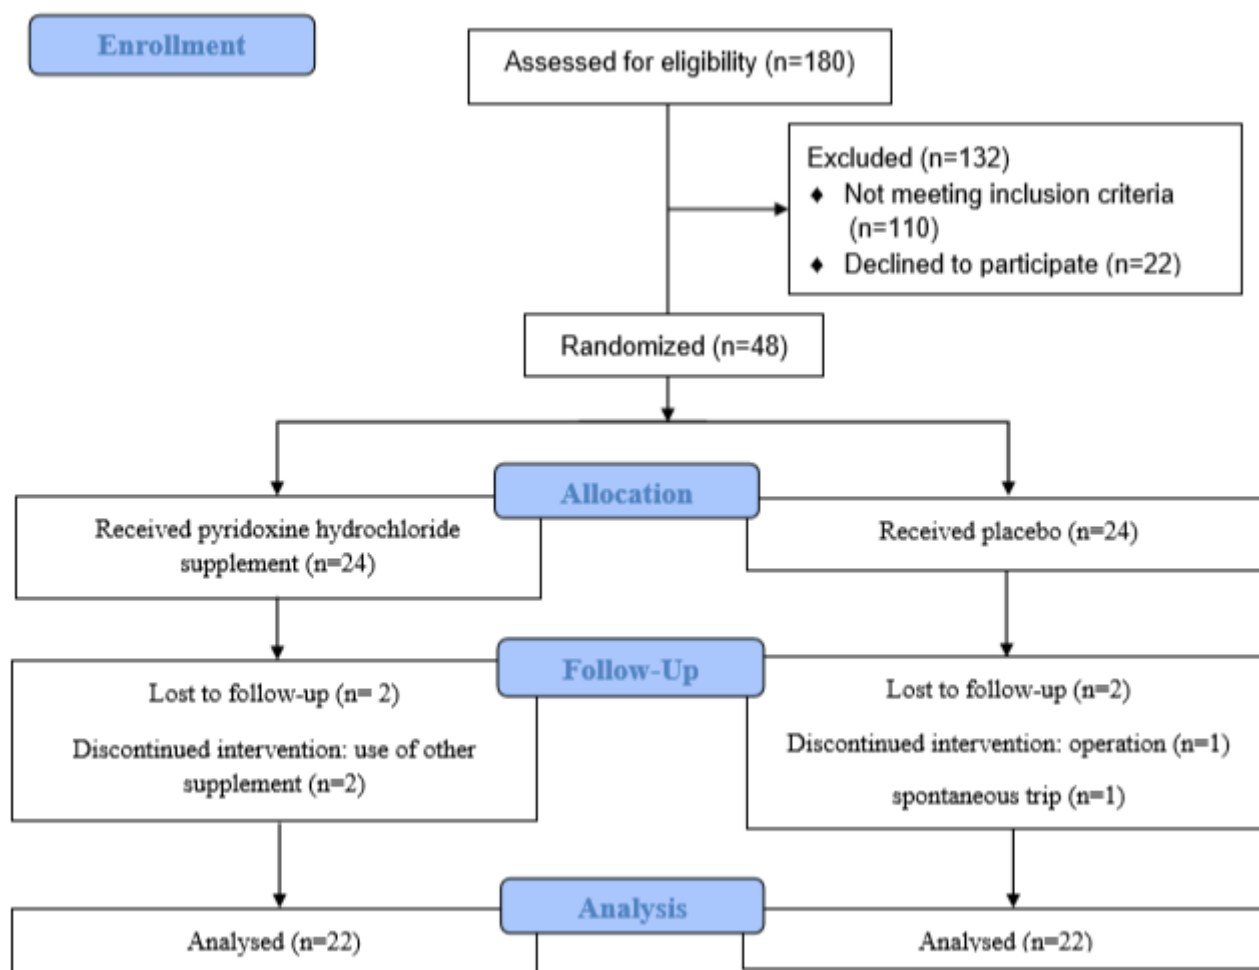 Enrollment
Assessed for eligibility (n=180)
Excluded (n=132)
♦ Not meeting inclusion criteria
(n=110)
♦ Declined to participate (n=22)
Randomized (n=48)
Allocation
Received pyridoxine hydrochloride
supplement (n=24)
Received placebo (n=24)
Follow-Up
Lost to follow-up (n= 2)
Discontinued intervention: use of other
supplement (n=2)
Lost to follow-up (n=2)
Discontinued intervention: operation (n=1)
spontaneous trip (n=1)
Analysis
Analysed (n=22)
Analysed (n=22)